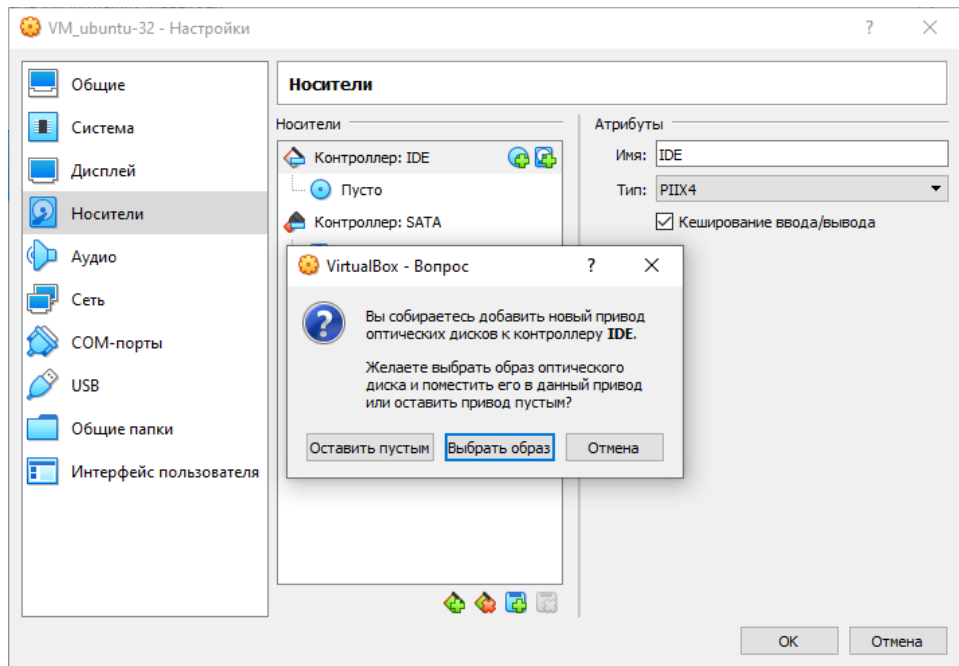 VM_ubuntu-32 - Настройки
?
Общие
Система
Дисплей
Носители
Аудио
Сеть
COM-порты
USB
Общие папки
Интерфейс пользователя
Носители
Носители
Контроллер: IDE
Пусто
Контроллер: SATA
Атрибуты
Имя: IDE
Тип: PIIX4
Кеширование ввода/вывода
VirtualBox - Вопрос
?
Вы собираетесь добавить новый привод
оптических дисков к контроллеру IDE.
Желаете выбрать образ оптического
диска и поместить его в данный привод
или оставить привод пустым?
Оставить пустым
Выбрать образ
Отмена
OK
Отмена